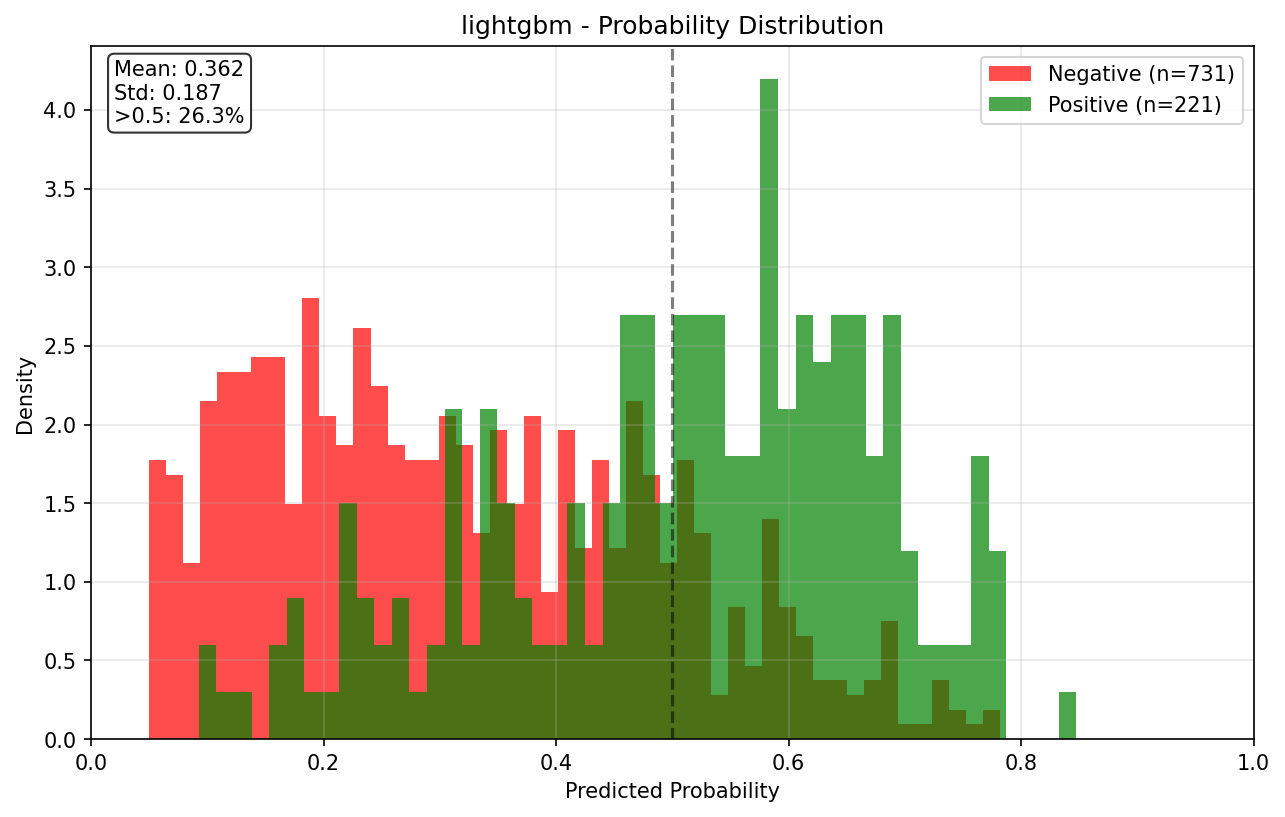 lightgbm - Probability Distribution
Mean: 0.362
Std: 0.187
>0.5: 26.3%
Negative (n=731)
Positive (n=221)
Density
4.0
3.5
3.0
2.5
2.0
1.5
1.0
0.5
0.0
0.0 0.2 0.4 0.6 0.8 1.0
Predicted Probability